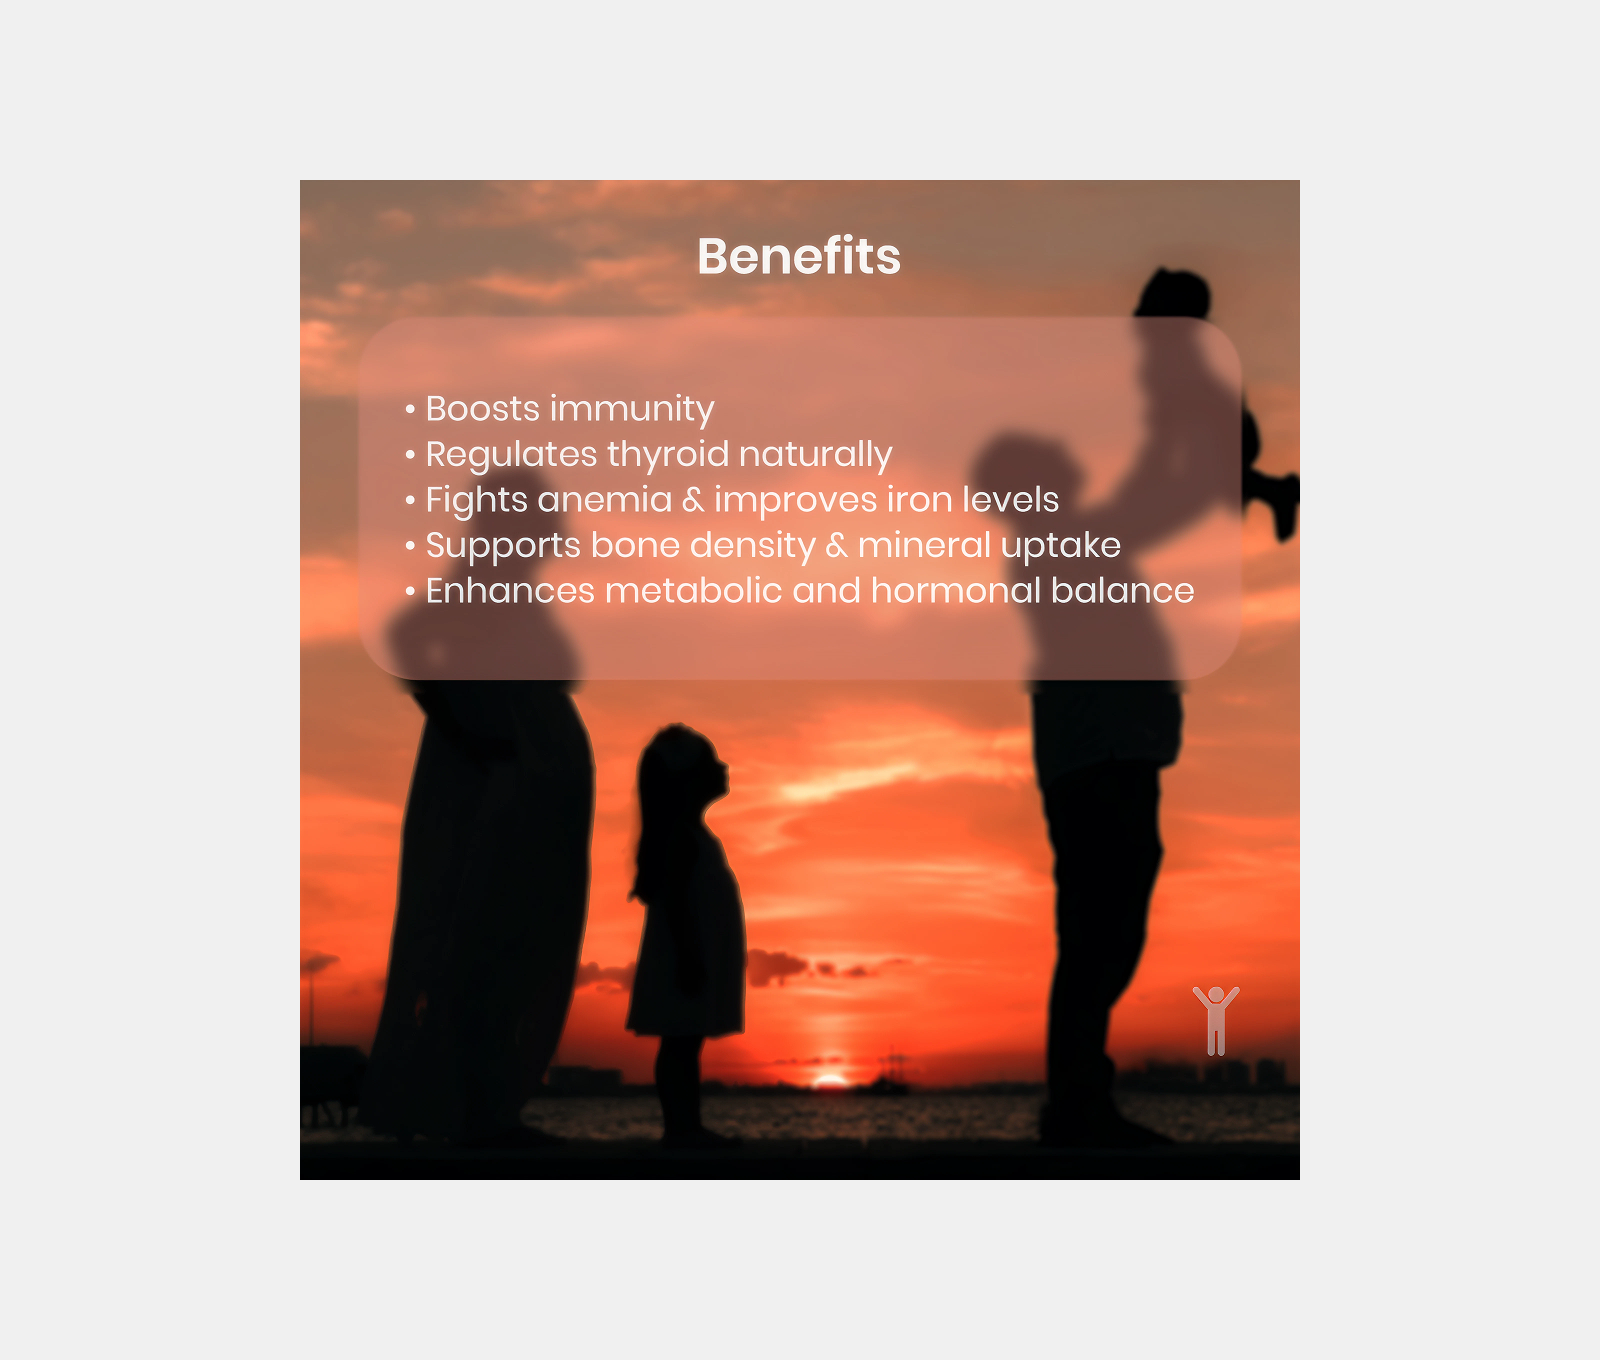 Benefits
• Boosts immunity
• Regulates thyroid naturally
• Fights anemia & improves iron levels
• Supports bone density & mineral uptake
• Enhances metabolic and hormonal balance